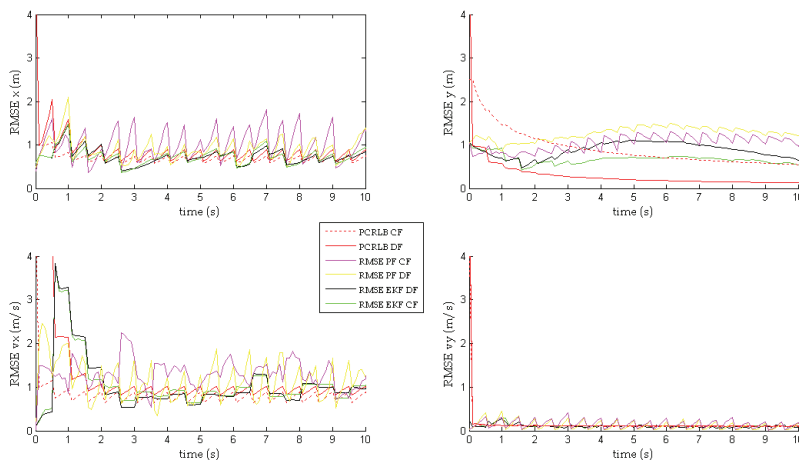 4
3
2
1
0
RMSE x (m)
0 1 2 3 4 5 6 7 8 9 10
time (s)
4
3
2
1
0
RMSE y (m)
0 1 2 3 4 5 6 7 8 9 10
time (s)
PCRLB CF
PCRLB DF
RMSE PF CF
RMSE PF DF
RMSE EKF DF
RMSE EKF CF
4
3
2
1
0
RMSE vx (m/s)
0 1 2 3 4 5 6 7 8 9 10
time (s)
4
3
2
1
0
RMSE vy (m/s)
0 1 2 3 4 5 6 7 8 9 10
time (s)